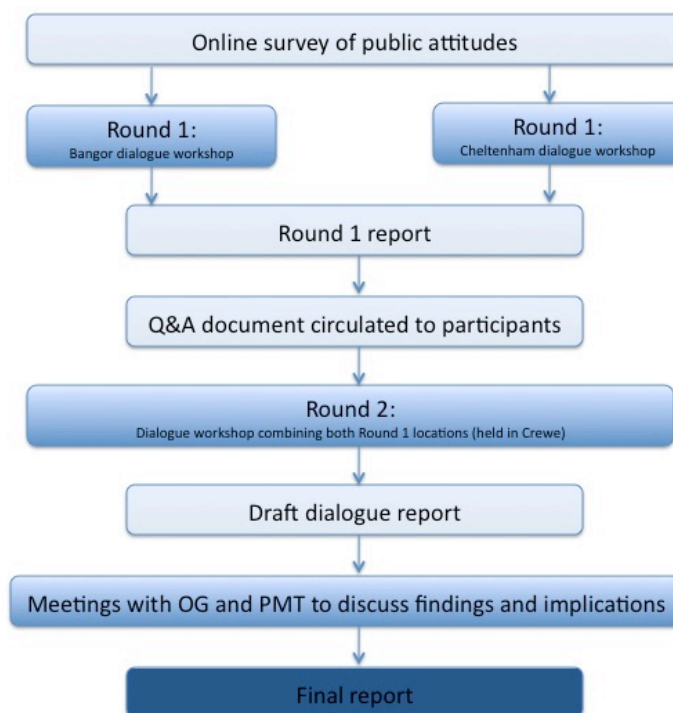 Online survey of public attitudes
Round 1:
Bangor dialogue workshop
Round 1:
Cheltenham dialogue workshop
Round 1 report
Q&A document circulated to participants
Round 2:
Dialogue workshop combining both Round 1 locations (held in Crewe)
Draft dialogue report
Meetings with OG and PMT to discuss findings and implications
Final report